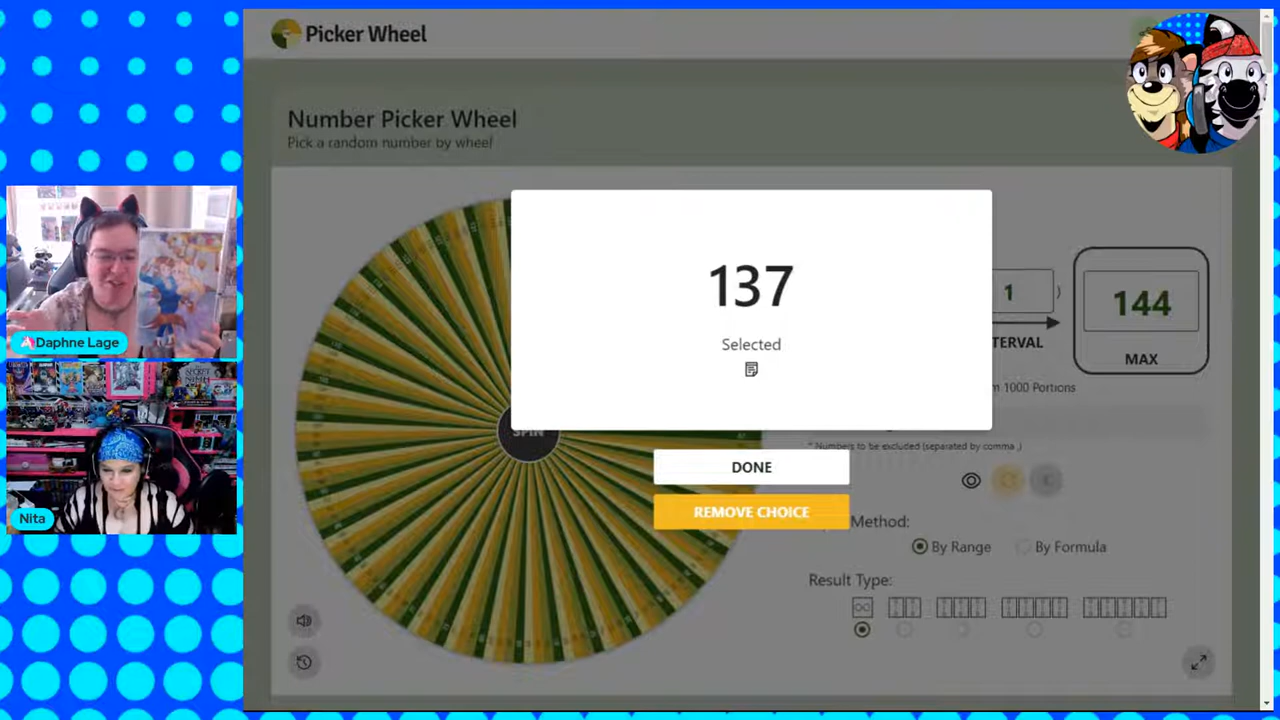 Picker Wheel
Number Picker Wheel
Pick a random number by wheel
137
Selected
DONE
REMOVE CHOICE
SPIN
1
)
144
TERVAL
MAX
1000 Portions
* Numbers to be excluded (separated by comma ,)
Method:
By Range
By Formula
Result Type:
Daphne Lage
Nita